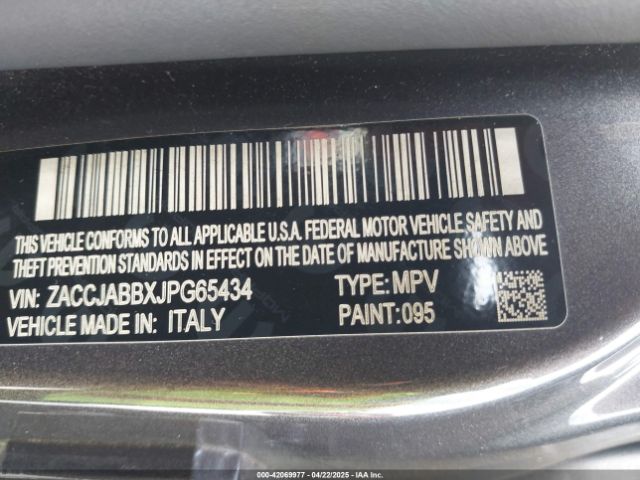 THIS VEHICLE CONFORMS TO ALL APPLICABLE U.S.A. FEDERAL MOTOR VEHICLE SAFETY AND
THEFT PREVENTION STANDARDS IN EFFECT ON THE DATE OF MANUFACTURE SHOWN ABOVE
VIN: ZACCJABBXJPG65434 TYPE: MPV
VEHICLE MADE IN: ITALY PAINT:095
000-42069977 - 04/22/2025 - IAA, Inc.